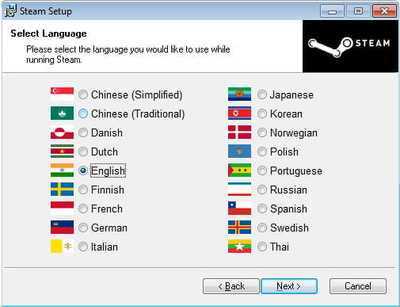 Steam Setup
Select Language
Please select the language you would like to use while
running Steam.
STEAM
Chinese (Simplified)
Chinese (Traditional)
Danish
Dutch
English
Finnish
French
German
Italian
Japanese
Korean
Norwegian
Polish
Portuguese
Russian
Spanish
Swedish
Thai
< Back
Next >
Cancel